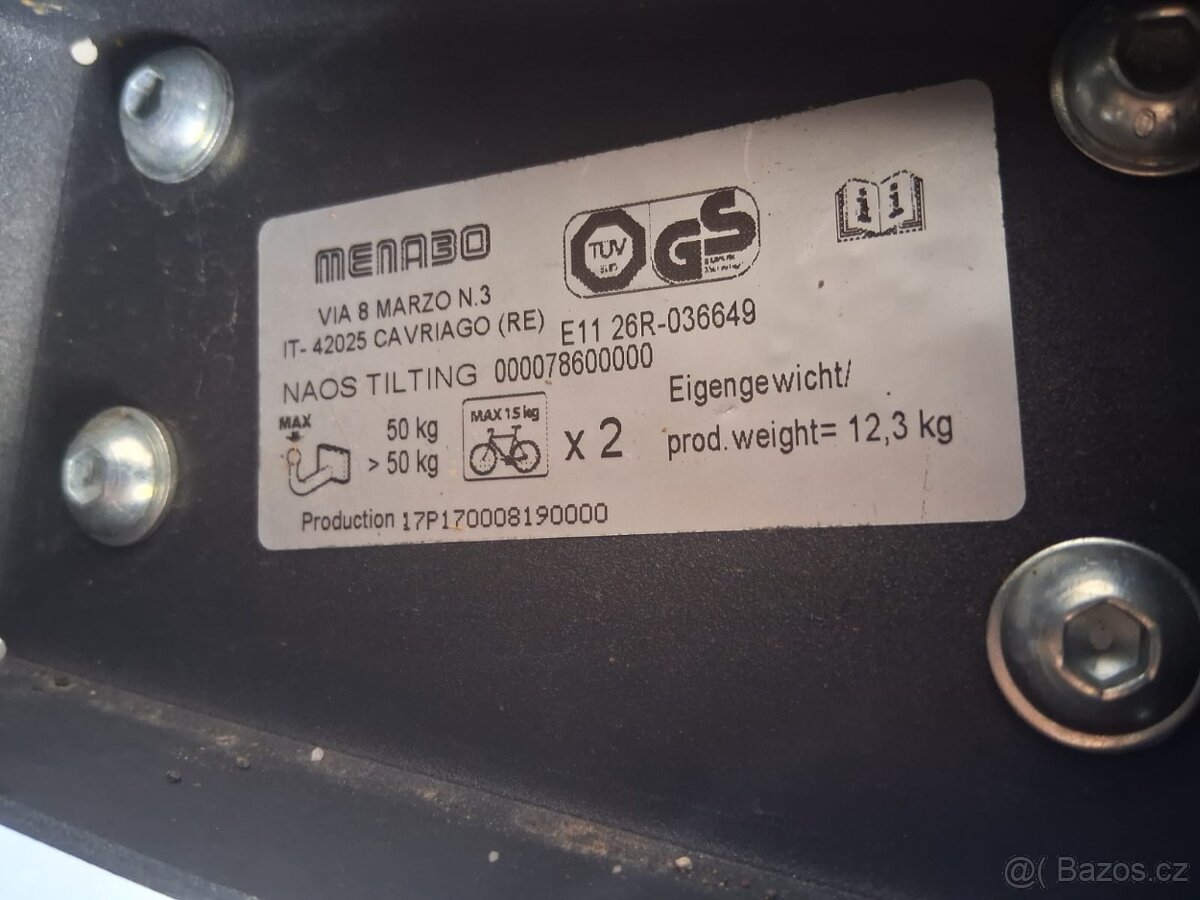 MENABO
VIA 8 MARZO N.3
IT- 42025 CAVRIAGO (RE)
TÜV
GS
E11 26R-036649
NAOS TILTING 000078600000
MAX
50 kg
> 50 kg
MAX 15 kg
x 2
Eigengewicht/
prod.weight= 12,3 kg
Production 17P170008190000
@( Bazos.cz